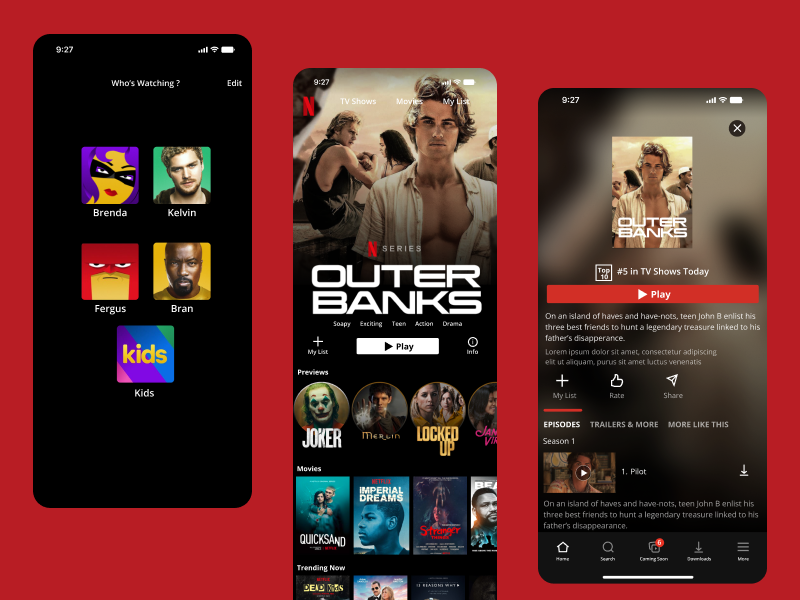 9:27
Who's Watching ?
Edit
Brenda
Kelvin
Fergus
Bran
kids
Kids
9:27
N
TV Shows
Movies
My List
N SERIES
OUTER
BANKS
Soapy Exciting Teen Action Drama
My List
Play
Info
Previews
JOKER
MERLIN
LOCKED
UP
Movies
QUICKSAND
NETFLIX
IMPERIAL
DREAMS
STRANGER
THINGS
Trending Now
DEAD KIDS
13 REASONS WHY
9:27
OUTER
BANKS
Top
10
#5 in TV Shows Today
Play
On an island of haves and have-nots, teen John B enlist his
three best friends to hunt a legendary treasure linked to his
father's disapperance.
Lorem ipsum dolor sit amet, consectetur adipiscing
elit ut aliquam, purus sit amet luctus venenatis
My List
Rate
Share
EPISODES
TRAILERS & MORE
MORE LIKE THIS
Season 1
1. Pilot
On an island of haves and have-nots, teen John B enlist his
three best friends to hunt a legendary treasure linked to his
father's disappearance.
6
Home
Search
Coming Soon
Downloads
More